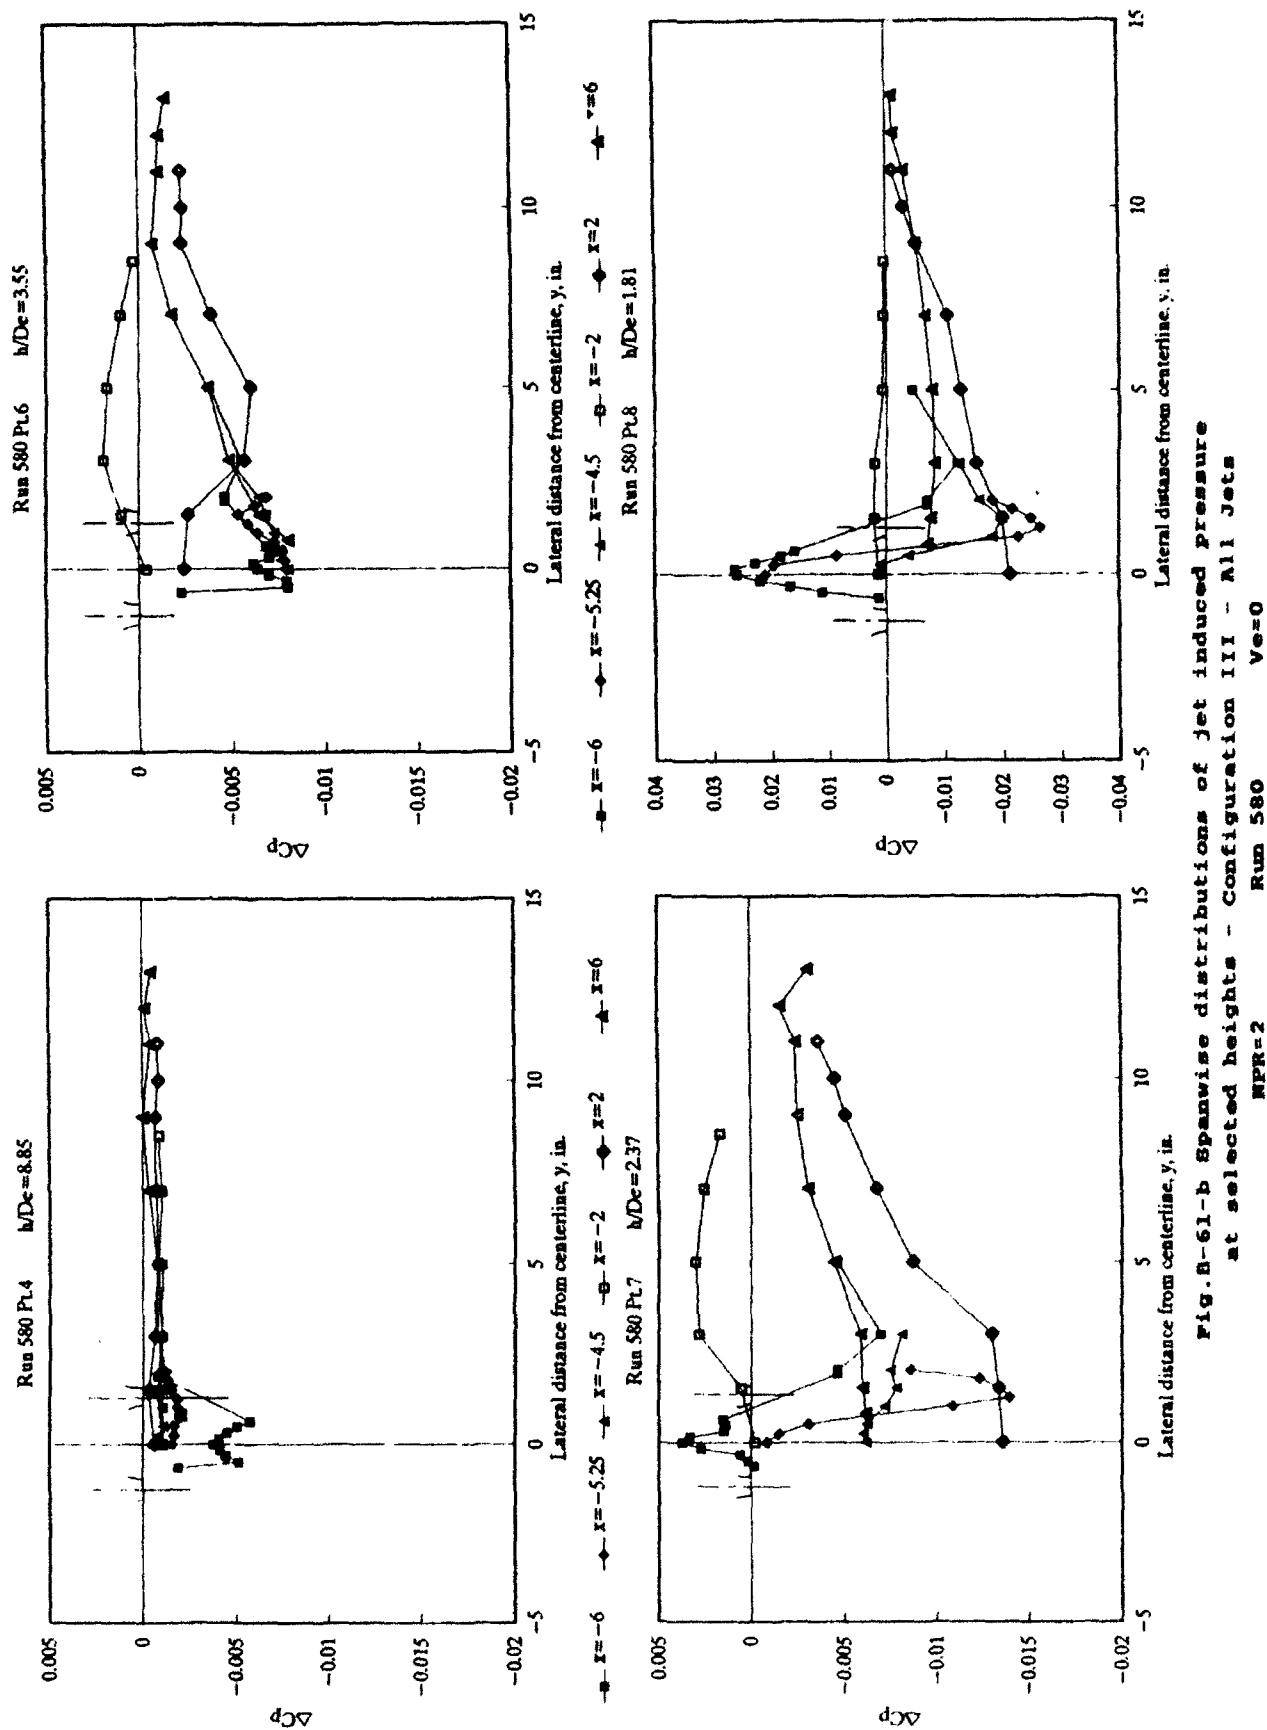 Run 580 Pt.4 h/De=8.85
0.005
0
-0.005
-0.01
-0.015
-0.02
ΔCp
-5
0
5
10
15
Lateral distance from centerline, y, in.
Run 580 Pt.6 h/De=3.55
0.005
0
-0.005
-0.01
-0.015
-0.02
ΔCp
-5
0
5
10
15
Lateral distance from centerline, y, in.
x=-6 x=-5.25 x=-4.5 x=-2 x=2 x=6
x=-6 x=-5.25 x=-4.5 x=-2 x=2 =6
Run 580 Pt.7 h/De=2.37
0.005
0
-0.005
-0.01
-0.015
-0.02
ΔCp
-5
0
5
10
15
Lateral distance from centerline, y, in.
Run 580 Pt.8 h/De=1.81
0.04
0.03
0.02
0.01
0
-0.01
-0.02
-0.03
-0.04
ΔCp
-5
0
5
10
15
Lateral distance from centerline, y, in.
Fig.B-61-b Spanwise distributions of jet induced pressure
at selected heights - Configuration III - All Jets
NPR=2 Run 580 Ve=0